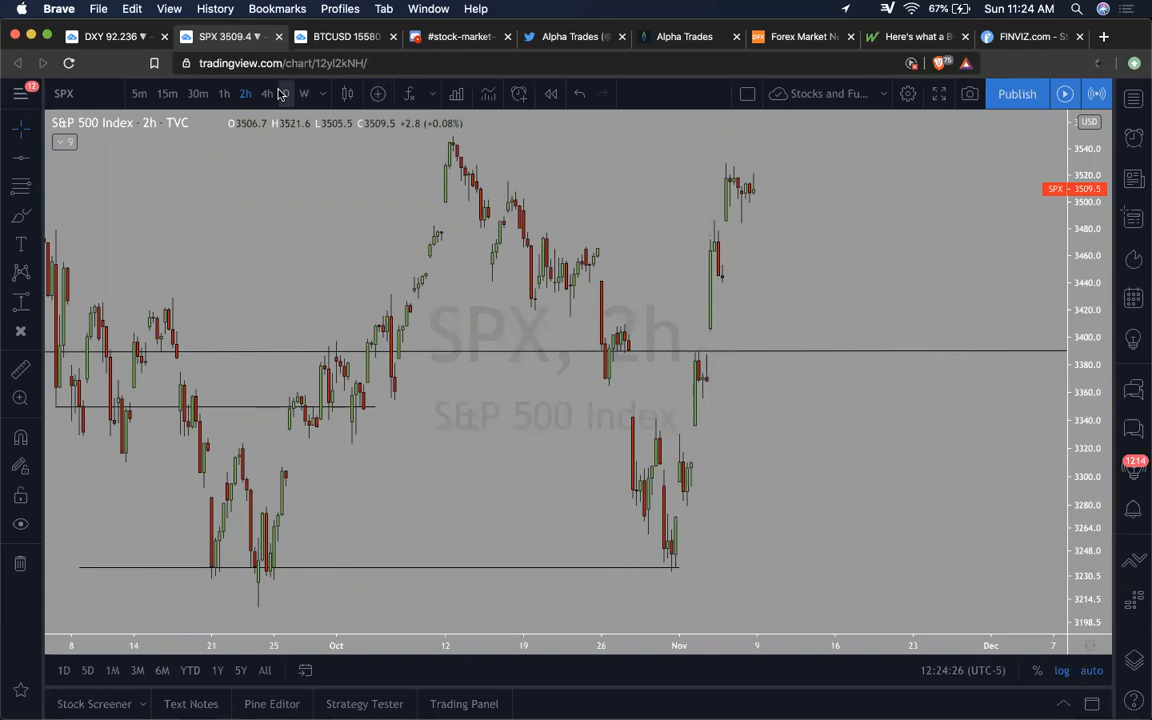 Brave File Edit View History Bookmarks Profiles Tab Window Help 67% Sun 11:24 AM
DXY 92.236 SPX 3509.4 BTCUSD 15580 #stock-market- Alpha Trades (@ Alpha Trades Forex Market Ne Here's what a B FINVIZ.com - St
tradingview.com/chart/12yI2kNH/ 75
12 SPX 5m 15m 30m 1h 2h 4h D W Stocks and Fu... Publish
S&P 500 Index · 2h · TVC O3506.7 H3521.6 L3505.5 C3509.5 +2.8 (+0.08%) USD
9
3540.0
3520.0
SPX 3509.5
3500.0
3480.0
3460.0
3440.0
3420.0
3400.0
3380.0
3360.0
3340.0
3320.0
3300.0
3280.0
3264.0
3248.0
3230.5
3214.5
3198.5
SPX, 2h
S&P 500 Index
1214
8 14 21 Oct 12 19 26 Nov 9 16 23 Dec 7
1D 5D 1M 3M 6M YTD 1Y 5Y All 12:24:26 (UTC-5) % log auto
Stock Screener Text Notes Pine Editor Strategy Tester Trading Panel